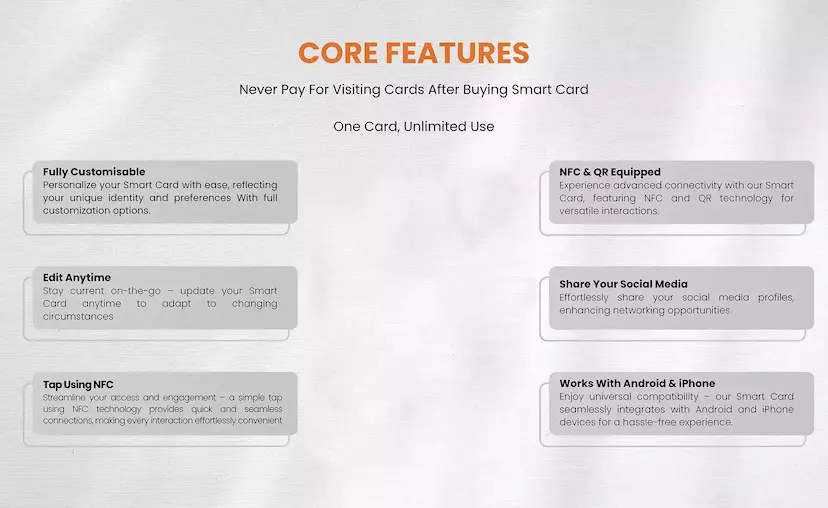 CORE FEATURES
Never Pay For Visiting Cards After Buying Smart Card
One Card, Unlimited Use
Fully Customisable
Personalize your Smart Card with ease, reflecting
your unique identity and preferences With full
customization options.
Edit Anytime
Stay current on-the-go – update your Smart
Card anytime to adapt to changing
circumstances
Tap Using NFC
Streamline your access and engagement – a simple tap
using NFC technology provides quick and seamless
connections, making every interaction effortlessly convenient
NFC & QR Equipped
Experience advanced connectivity with our Smart
Card, featuring NFC and QR technology for
versatile interactions.
Share Your Social Media
Effortlessly share your social media profiles,
enhancing networking opportunities.
Works With Android & iPhone
Enjoy universal compatibility – our Smart Card
seamlessly integrates with Android and iPhone
devices for a hassle-free experience.